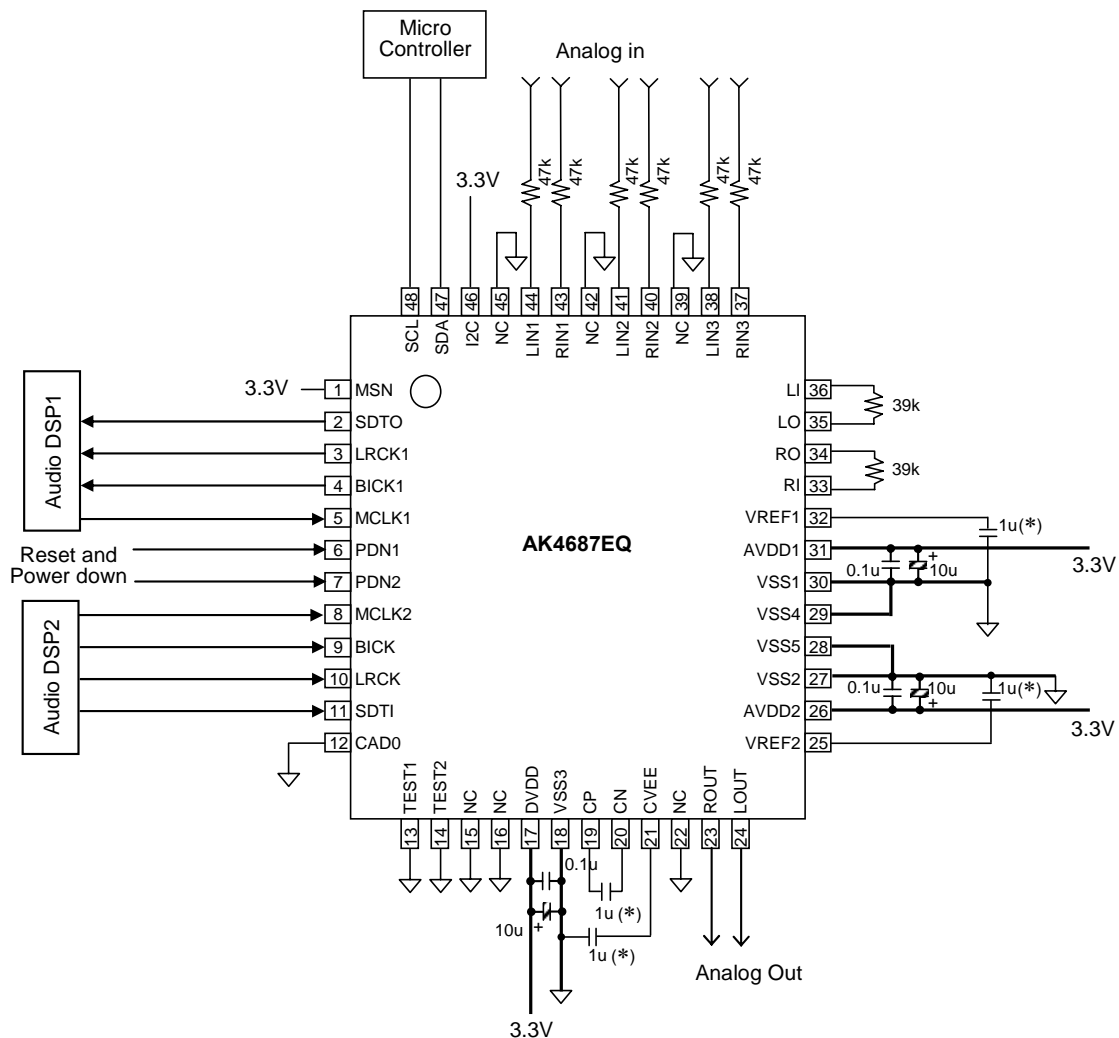 Micro
Controller
Analog in
47k
47k
47k
47k
47k
47k
3.3V
48
47
46
45
44
43
42
41
40
39
38
37
SCL
SDA
I2C
NC
LIN1
RIN1
NC
LIN2
RIN2
NC
LIN3
RIN3
Audio DSP1
3.3V
1 MSN
2 SDTO
3 LRCK1
4 BICK1
5 MCLK1
Reset and
Power down
6 PDN1
7 PDN2
Audio DSP2
8 MCLK2
9 BICK
10 LRCK
11 SDTI
12 CAD0
AK4687EQ
LI 36
LO 35
39k
RO 34
RI 33
39k
VREF1 32
1u(*)
AVDD1 31
3.3V
0.1u
+
10u
VSS1 30
VSS4 29
VSS5 28
VSS2 27
0.1u
10u
+
1u(*)
AVDD2 26
3.3V
VREF2 25
TEST1
TEST2
NC
NC
DVDD
VSS3
CP
CN
CVEE
NC
ROUT
LOUT
13
14
15
16
17
18
19
20
21
22
23
24
0.1u
1u (*)
10u
+
1u (*)
Analog Out
3.3V